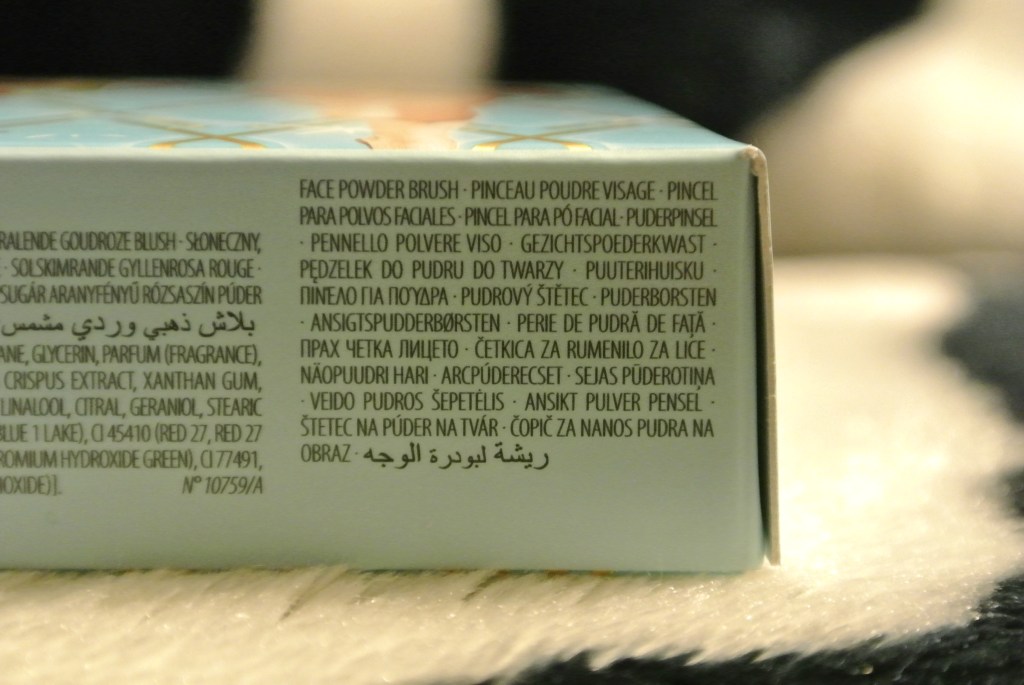 RALENDE GOUDROZE BLUSH · SŁONECZNY,
· SOLSKIMRANDE GYLLENROSA ROUGE ·
SUGÁR ARANYFÉNYŰ RÓZSASZÍN PÚDER
بلاش ذهبي وردي مشمس
ANE, GLYCERIN, PARFUM (FRAGRANCE),
CRISPUS EXTRACT, XANTHAN GUM,
LINALOOL, CITRAL, GERANIOL, STEARIC
BLUE 1 LAKE), CI 45410 (RED 27, RED 27
ROMIUM HYDROXIDE GREEN), CI 77491,
IOXIDE)].
N° 10759/A
FACE POWDER BRUSH · PINCEAU POUDRE VISAGE · PINCEL
PARA POLVOS FACIALES · PINCEL PARA PÓ FACIAL · PUDERPINSEL
· PENNELLO POLVERE VISO · GEZICHTSPOEDERKWAST ·
PĘDZELEK DO PUDRU DO TWARZY · PUUTERIHUISKU ·
ΠΙΝΈΛΟ ΓΙΑ ΠΟΎΔΡΑ · PUDROVÝ ŠTĚTEC · PUDERBORSTEN
· ANSIGTSPUDDERBØRSTEN · PERIE DE PUDRĂ DE FAȚĂ ·
ПРАХ ЧЕТКА ЛИЦЕТО · ČETKICA ZA RUMENILO ZA LICE ·
NÄOPUUDRI HARI · ARCPÚDERECSET · SEJAS PŪDEROTIŅA
· VEIDO PUDROS ŠEPETĖLIS · ANSIKT PULVER PENSEL ·
ŠTETEC NA PÚDER NA TVÁR · ČOPIČ ZA NANOS PUDRA NA
OBRAZ · ريشة لبودرة الوجه